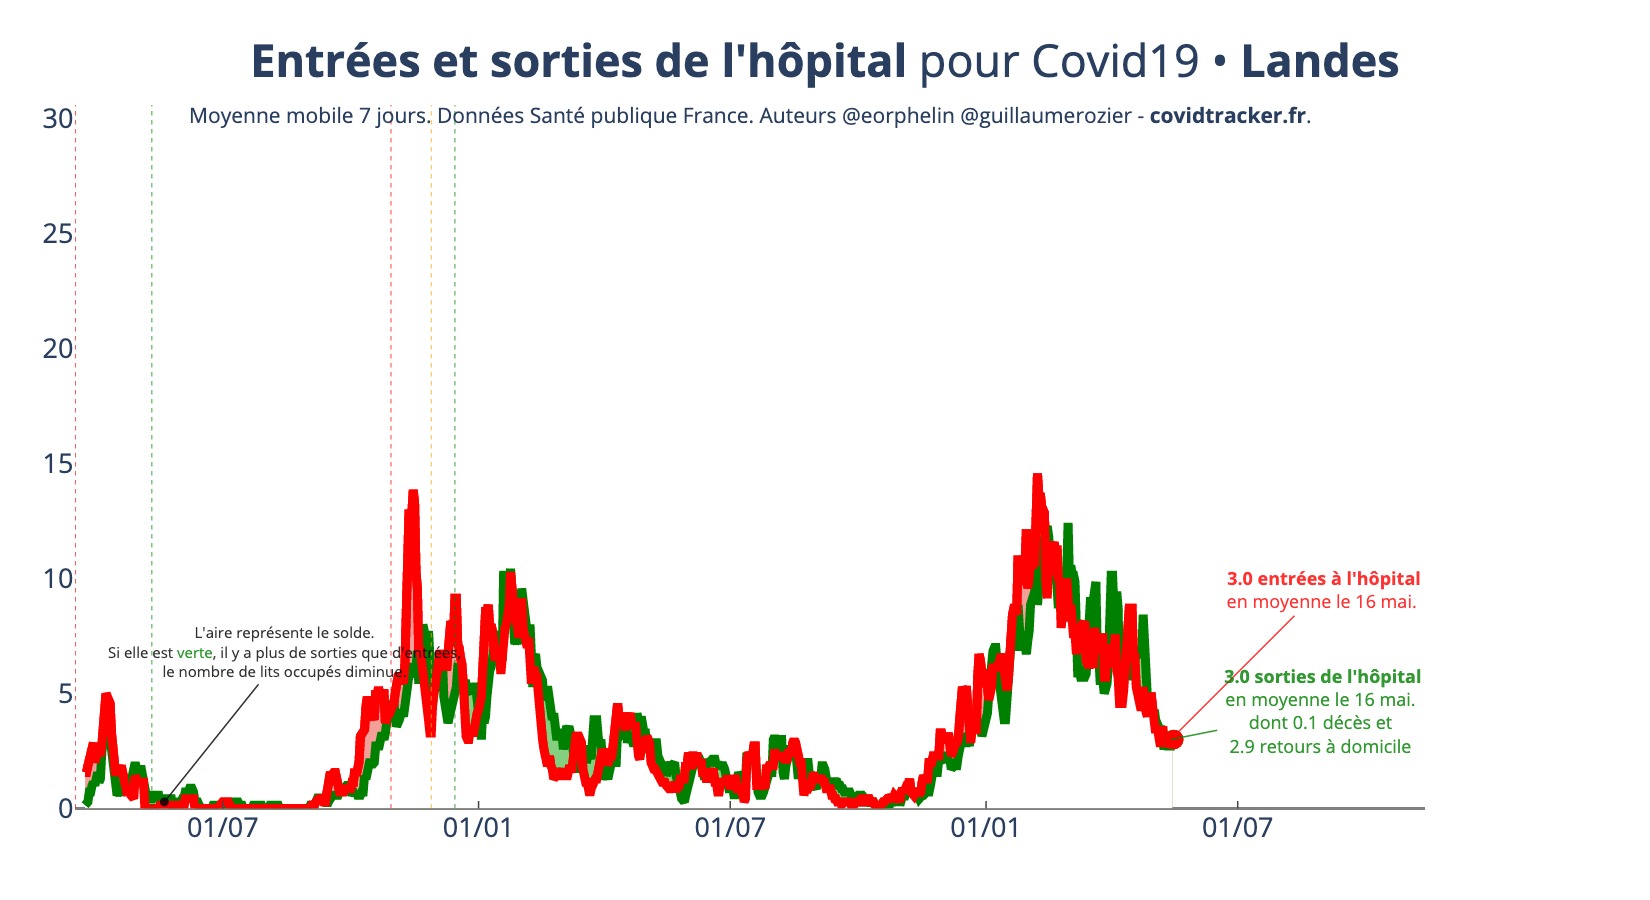 Entrées et sorties de l'hôpital pour Covid19 • Landes
Moyenne mobile 7 jours. Données Santé publique France. Auteurs @eorphelin @guillaumerozier - covidtracker.fr.
30
25
20
15
10
5
0
L'aire représente le solde.
Si elle est verte, il y a plus de sorties que d'entrées,
le nombre de lits occupés diminue.
3.0 entrées à l'hôpital
en moyenne le 16 mai.
3.0 sorties de l'hôpital
en moyenne le 16 mai.
dont 0.1 décès et
2.9 retours à domicile
01/07
01/01
01/07
01/01
01/07